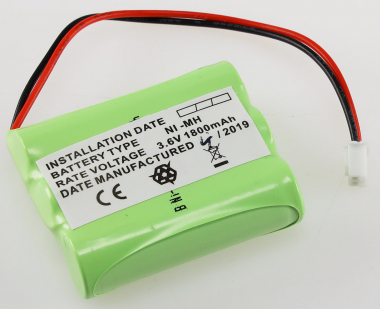 INSTALLATION DATE
BATTERY TYPE NI -MH
RATE VOLTAGE 3.6V 1800mAh
DATE MANUFACTURED / 2019
CE